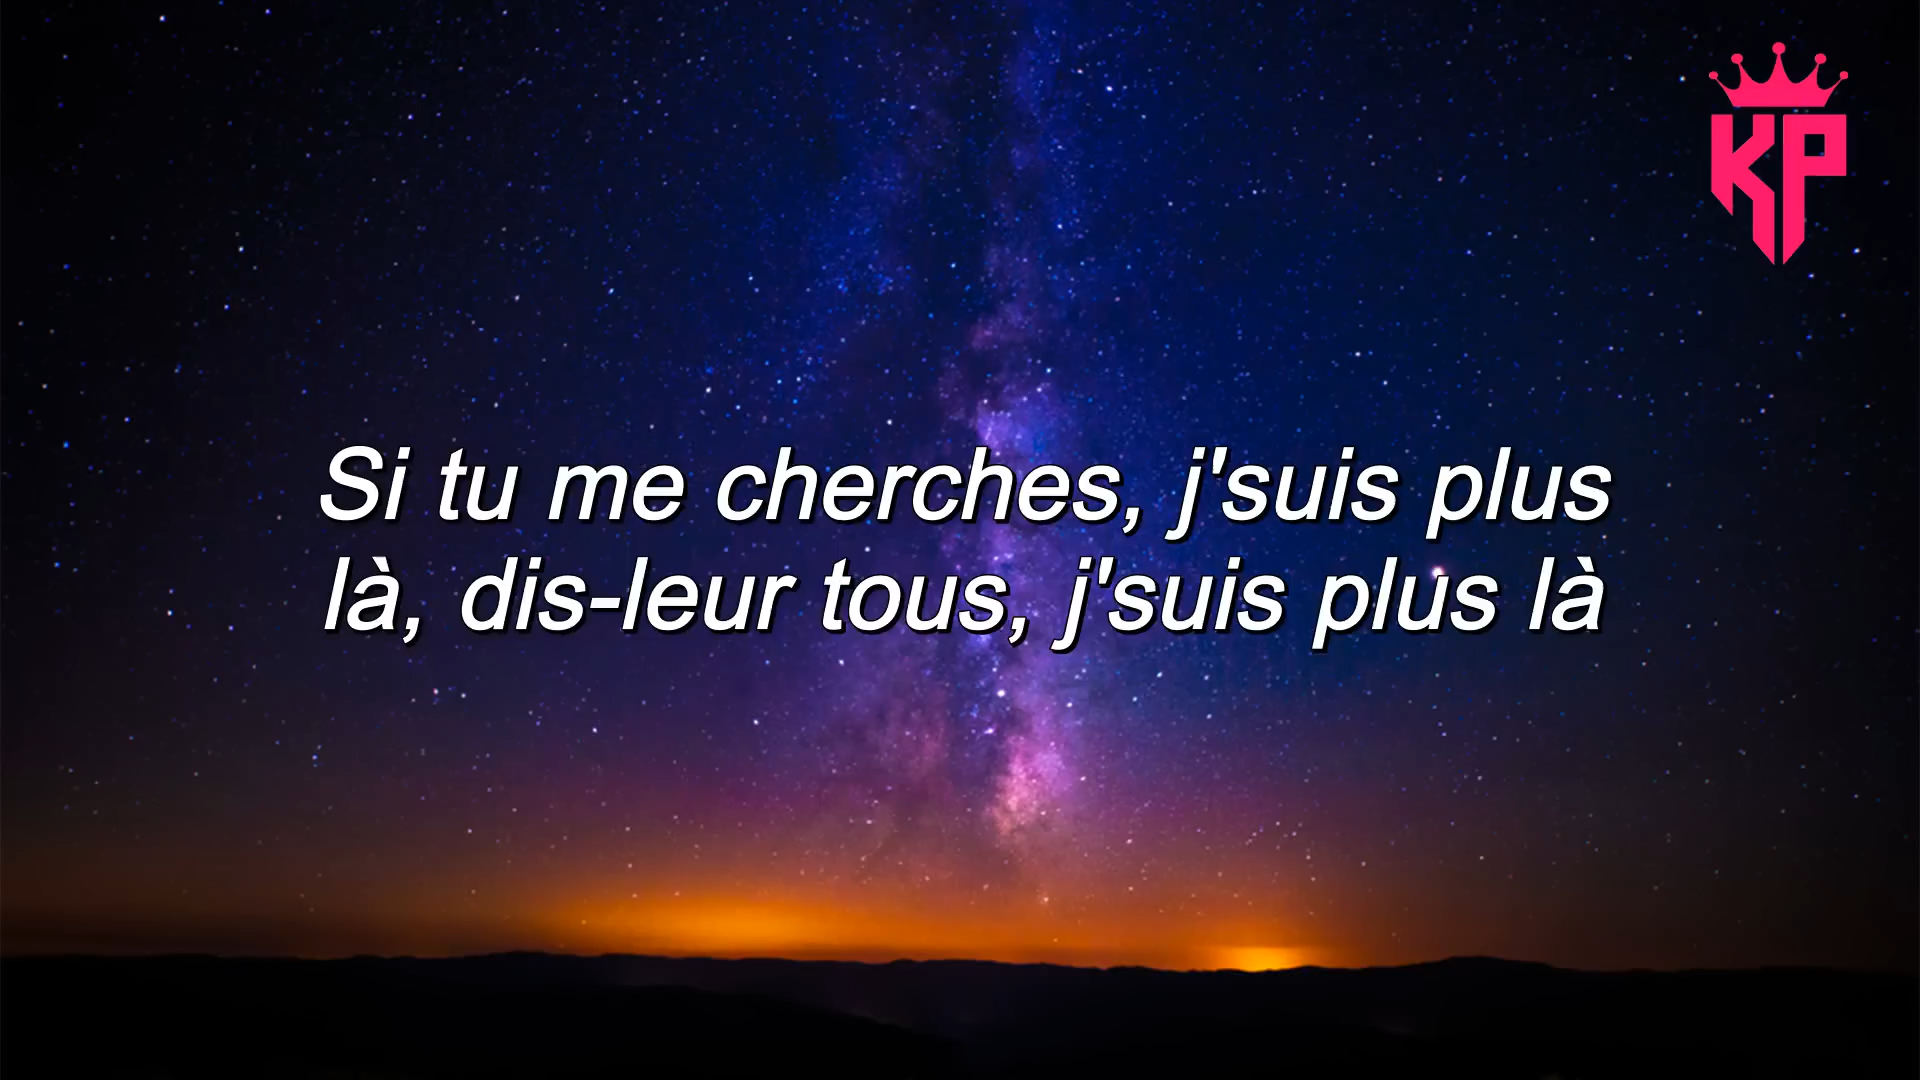 KP
Si tu me cherches, j'suis plus
là, dis-leur tous, j'suis plus là